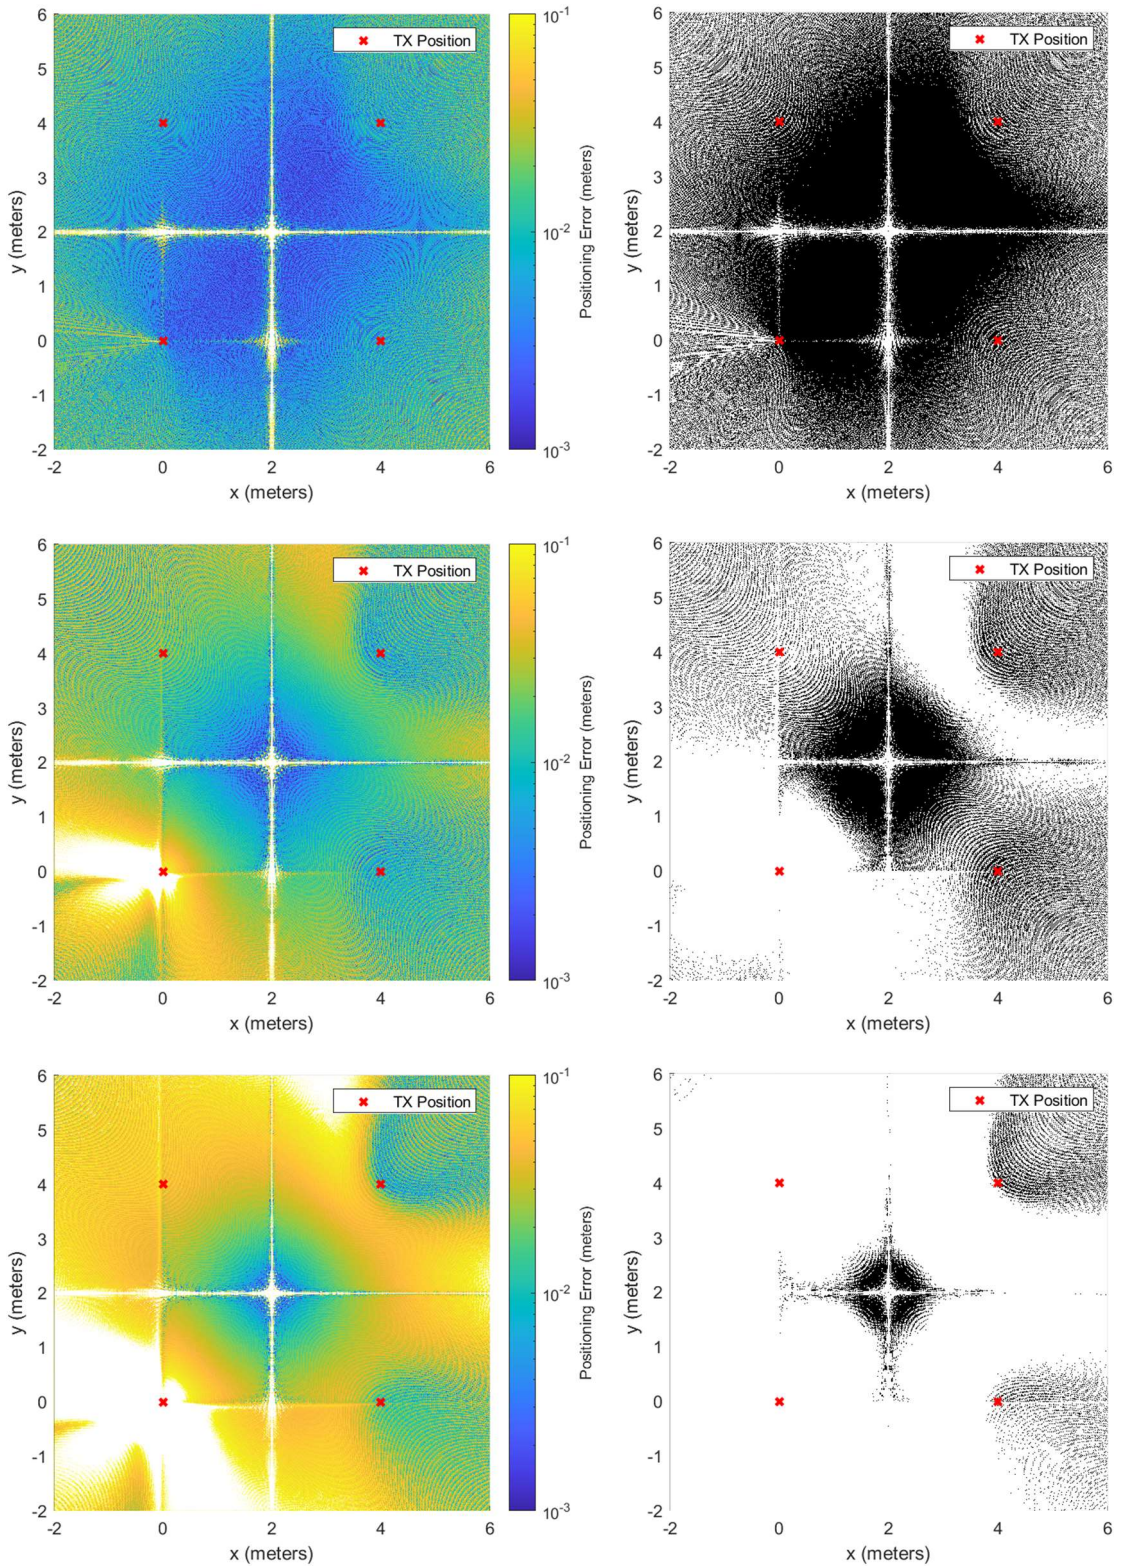 6
5
4
3
2
1
0
-1
-2
-2 0 2 4 6
x (meters)
y (meters)
TX Position
10-1
10-2
10-3
Positioning Error (meters)
6
5
4
3
2
1
0
-1
-2
-2 0 2 4 6
x (meters)
y (meters)
TX Position
6
5
4
3
2
1
0
-1
-2
-2 0 2 4 6
x (meters)
y (meters)
TX Position
10-1
10-2
10-3
Positioning Error (meters)
6
5
4
3
2
1
0
-1
-2
-2 0 2 4 6
x (meters)
y (meters)
TX Position
6
5
4
3
2
1
0
-1
-2
-2 0 2 4 6
x (meters)
y (meters)
TX Position
10-1
10-2
10-3
Positioning Error (meters)
6
5
4
3
2
1
0
-1
-2
-2 0 2 4 6
x (meters)
y (meters)
TX Position